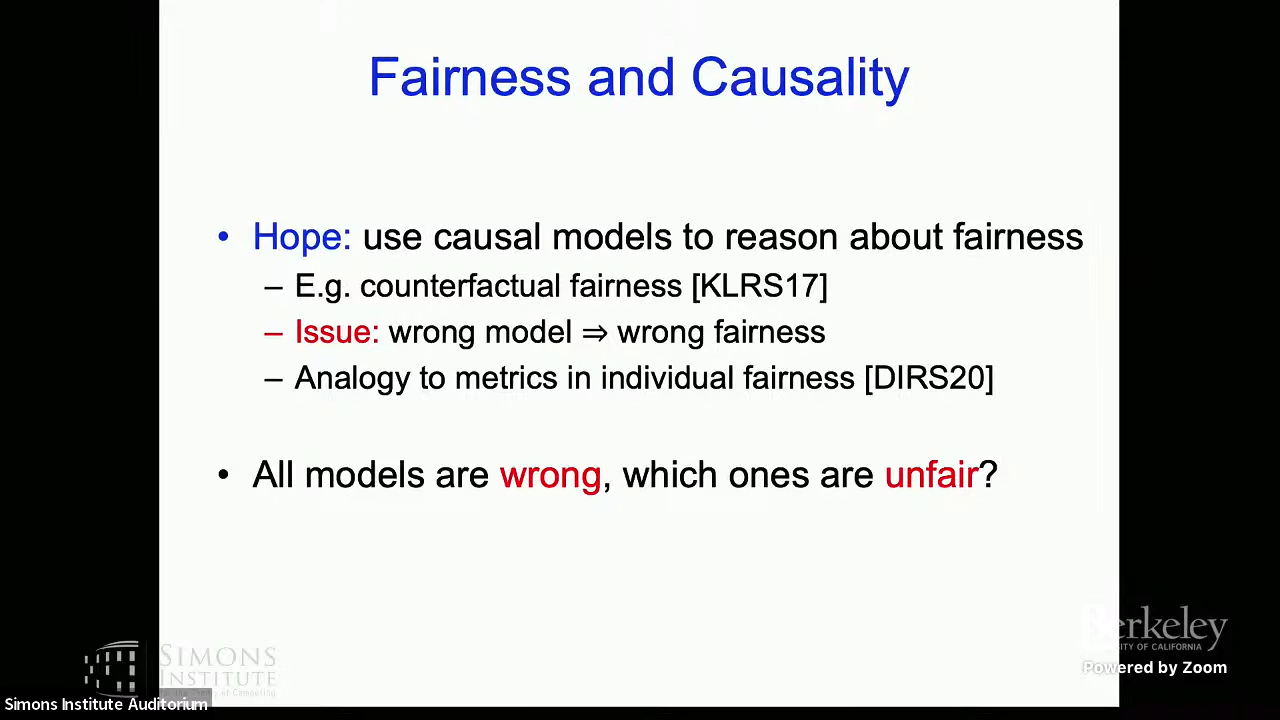 Fairness and Causality
• Hope: use causal models to reason about fairness
– E.g. counterfactual fairness [KLRS17]
– Issue: wrong model ⇒ wrong fairness
– Analogy to metrics in individual fairness [DIRS20]
• All models are wrong, which ones are unfair?
Berkeley
OF CALIFORNIA
Powered by Zoom
SIMONS
INSTITUTE
Simons Institute Auditorium